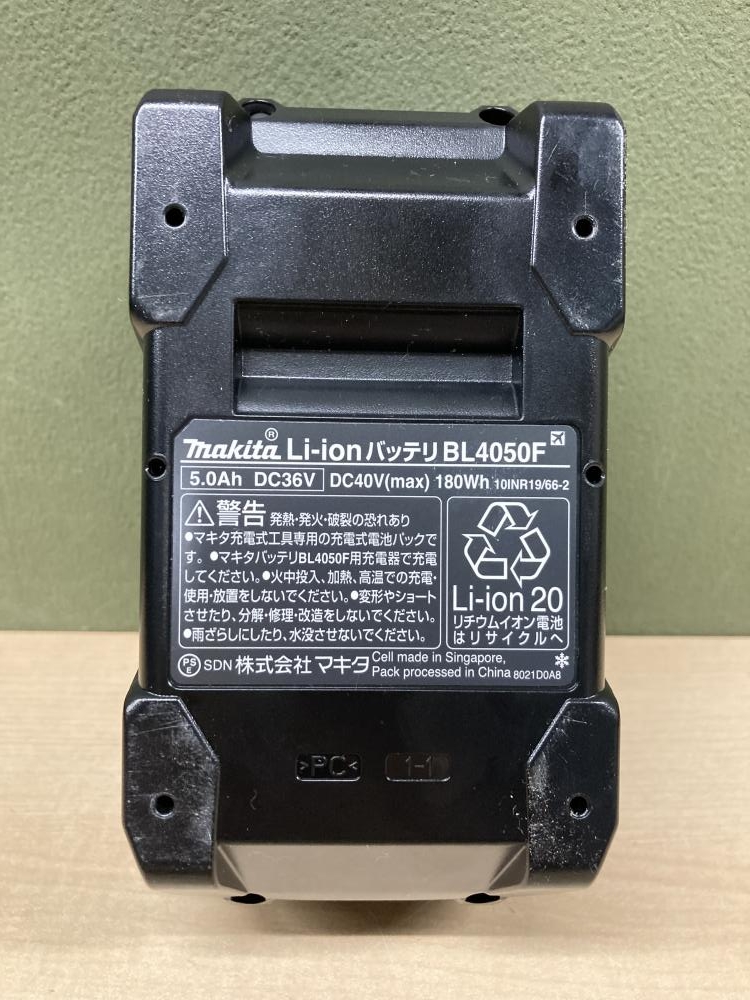 makita® Li-ionバッテリ BL4050F
5.0Ah DC36V DC40V(max) 180Wh 10INR19/66-2
警告 発熱・発火・破裂の恐れあり
●マキタ充電式工具専用の充電式電池パックで
す。●マキタバッテリBL4050F用充電器で充電
してください。●火中投入、加熱、高温での充電・
使用・放置をしないでください。●変形やショート
させたり、分解・修理・改造をしないでください。
●雨ざらしにしたり、水没させないでください。
Li-ion 20
リチウムイオン電池
はリサイクルへ
PSE SDN 株式会社 マキタ
Cell made in Singapore,
Pack processed in China 8021D0A8
>PC< 1-1